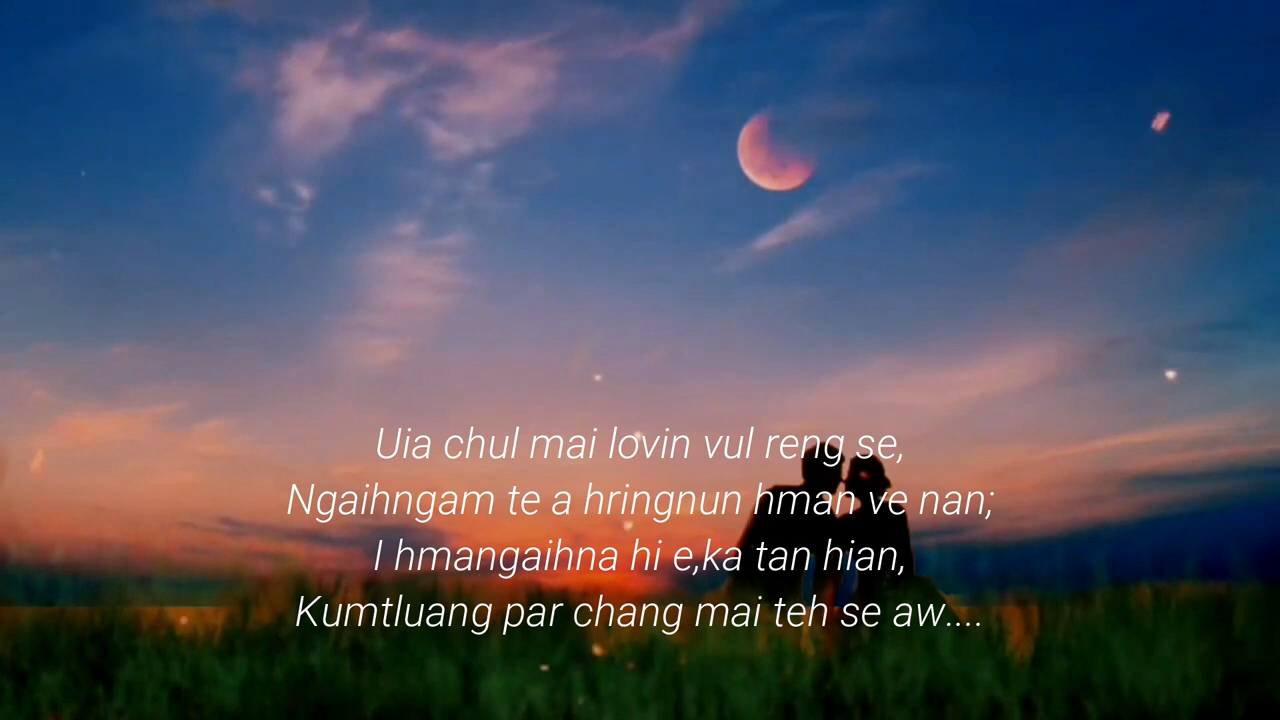 Uia chul mai lovin vul reng se,
Ngaihngam te a hringnun hman ve nan;
I hmangaihna hi e,ka tan hian,
Kumtluang par chang mai teh se aw....